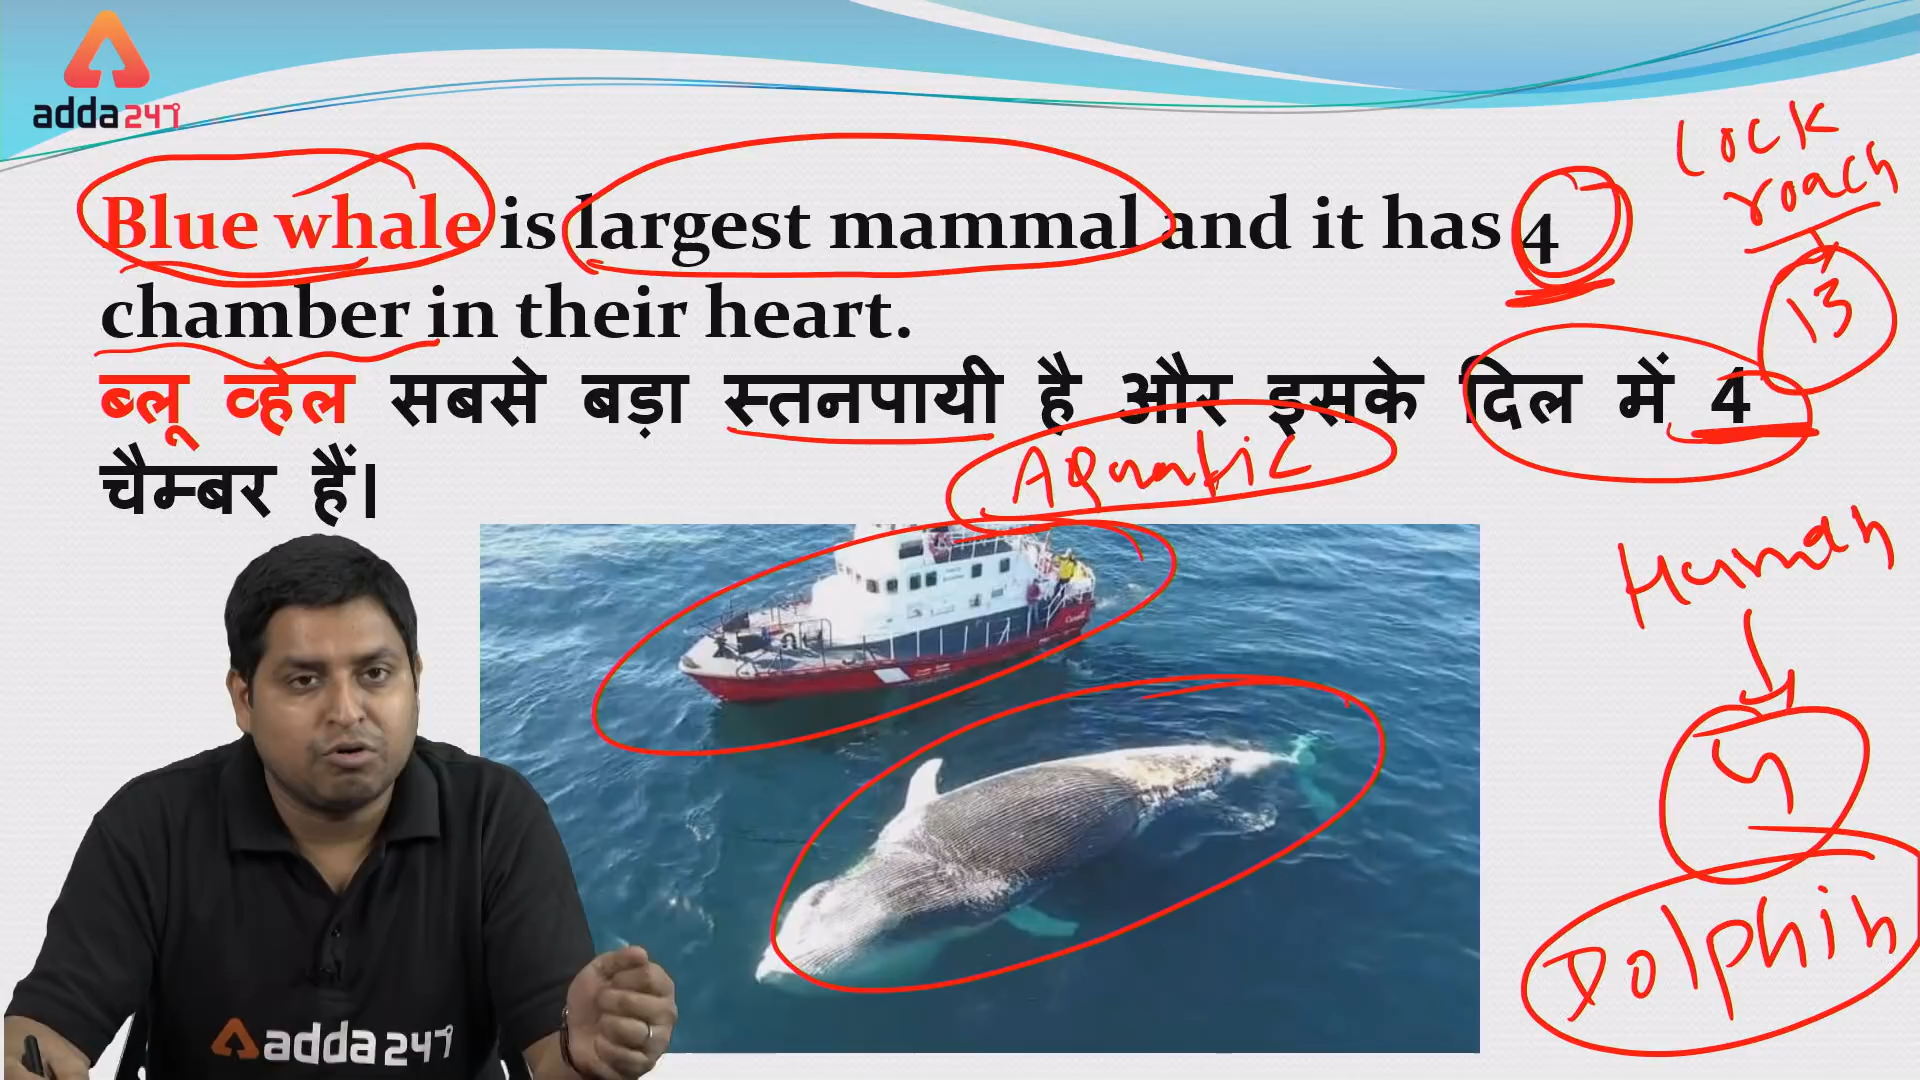 adda247
Blue whale is largest mammal and it has 4
chamber in their heart.
ब्लू व्हेल सबसे बड़ा स्तनपायी है और इसके दिल में 4
चैम्बर हैं।
Cock
roach
13
Aquatic
Human
4
Dolphin
adda247